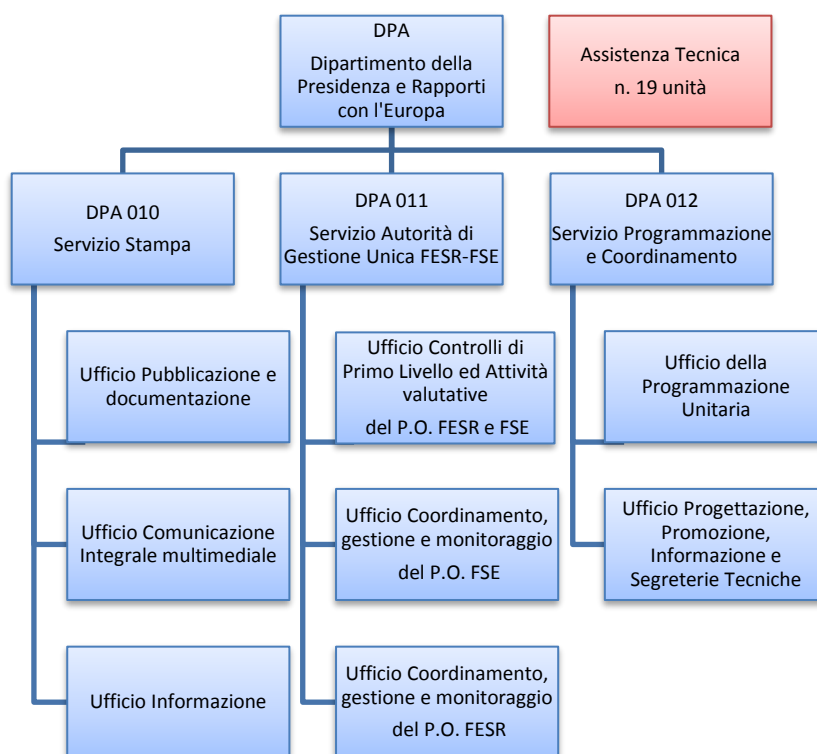 DPA
Dipartimento della
Presidenza e Rapporti
con l'Europa
Assistenza Tecnica
n. 19 unità
DPA 010
Servizio Stampa
DPA 011
Servizio Autorità di
Gestione Unica FESR-FSE
DPA 012
Servizio Programmazione
e Coordinamento
Ufficio Pubblicazione e
documentazione
Ufficio Controlli di
Primo Livello ed Attività
valutative
del P.O. FESR e FSE
Ufficio della
Programmazione
Unitaria
Ufficio Comunicazione
Integrale multimediale
Ufficio Coordinamento,
gestione e monitoraggio
del P.O. FSE
Ufficio Progettazione,
Promozione,
Informazione e
Segreterie Tecniche
Ufficio Informazione
Ufficio Coordinamento,
gestione e monitoraggio
del P.O. FESR